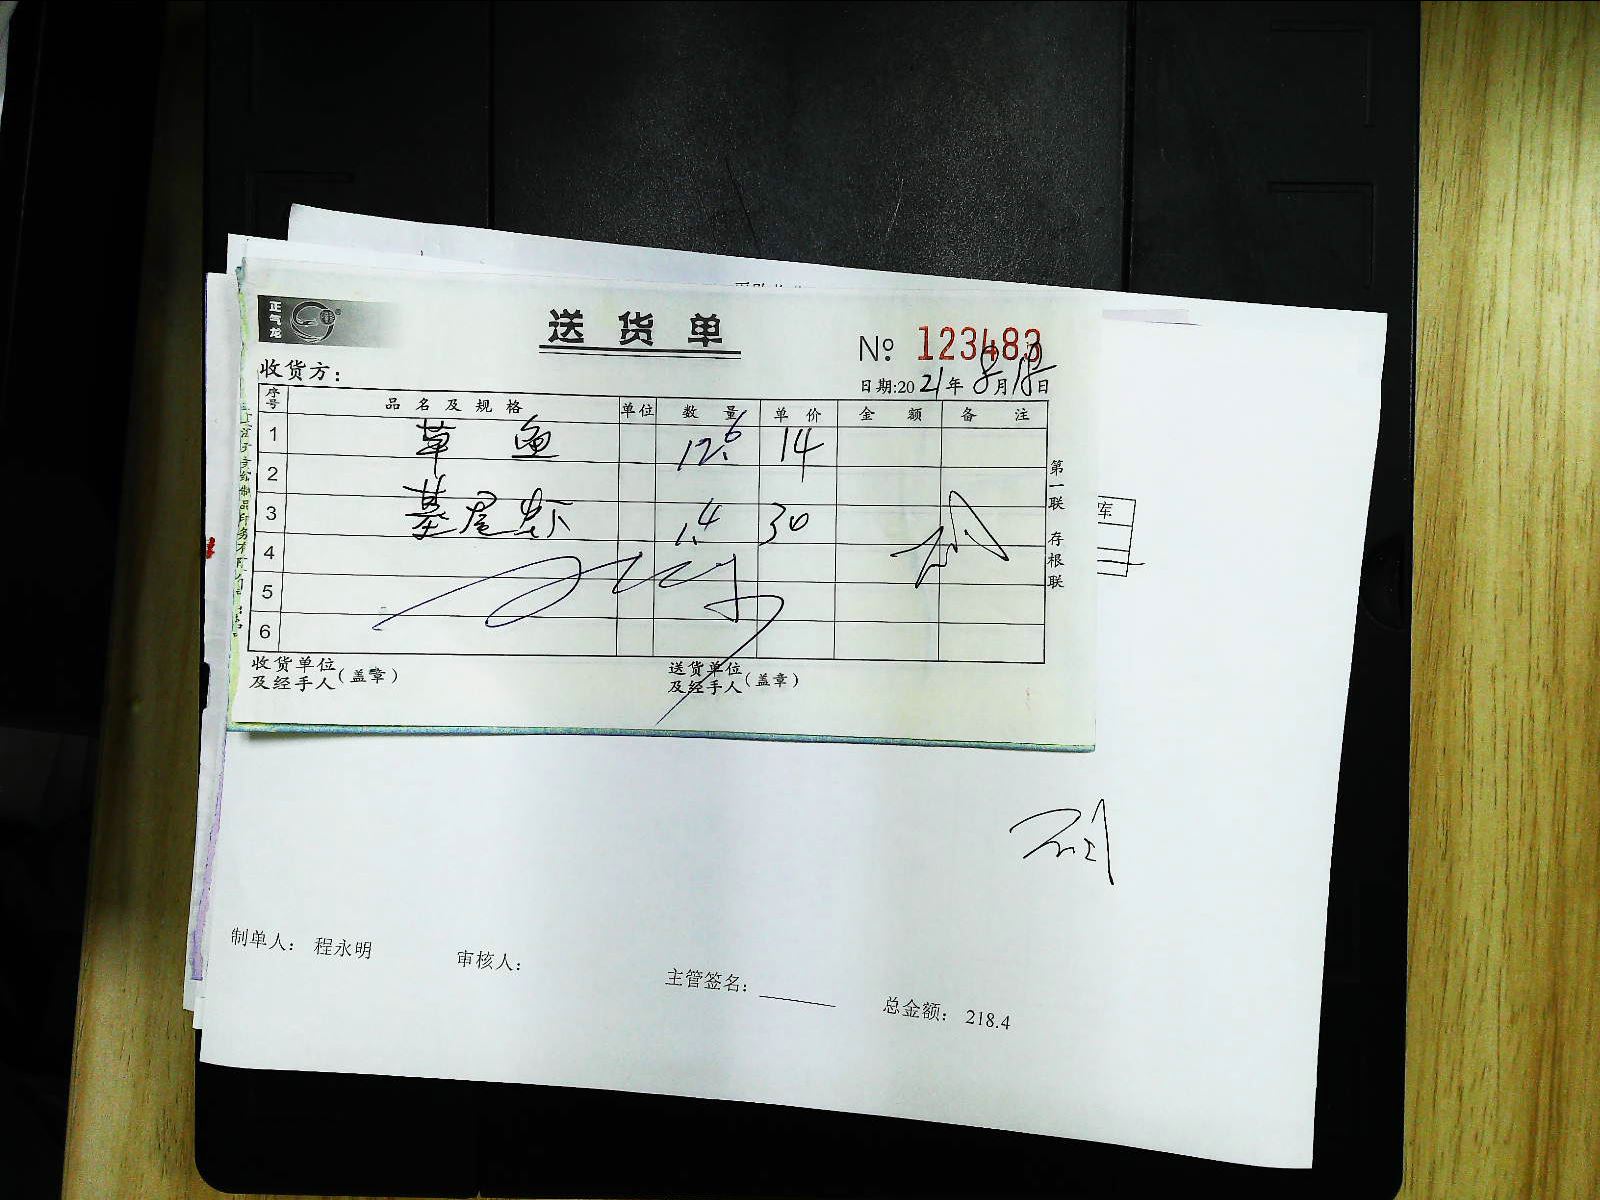 正气龙
送货单
№ 123483
收货方：
日期:2021年8月18日
序号 品名及规格 单位 数量 单价 金额 备注
1 草鱼 12.6 14
2
3 基尾虾 1.4 30
4
5
6
第一联 存根联
收货单位及经手人(盖章)
送货单位及经手人(盖章)
库
制单人： 程永明 审核人： 主管签名： 总金额： 218.4